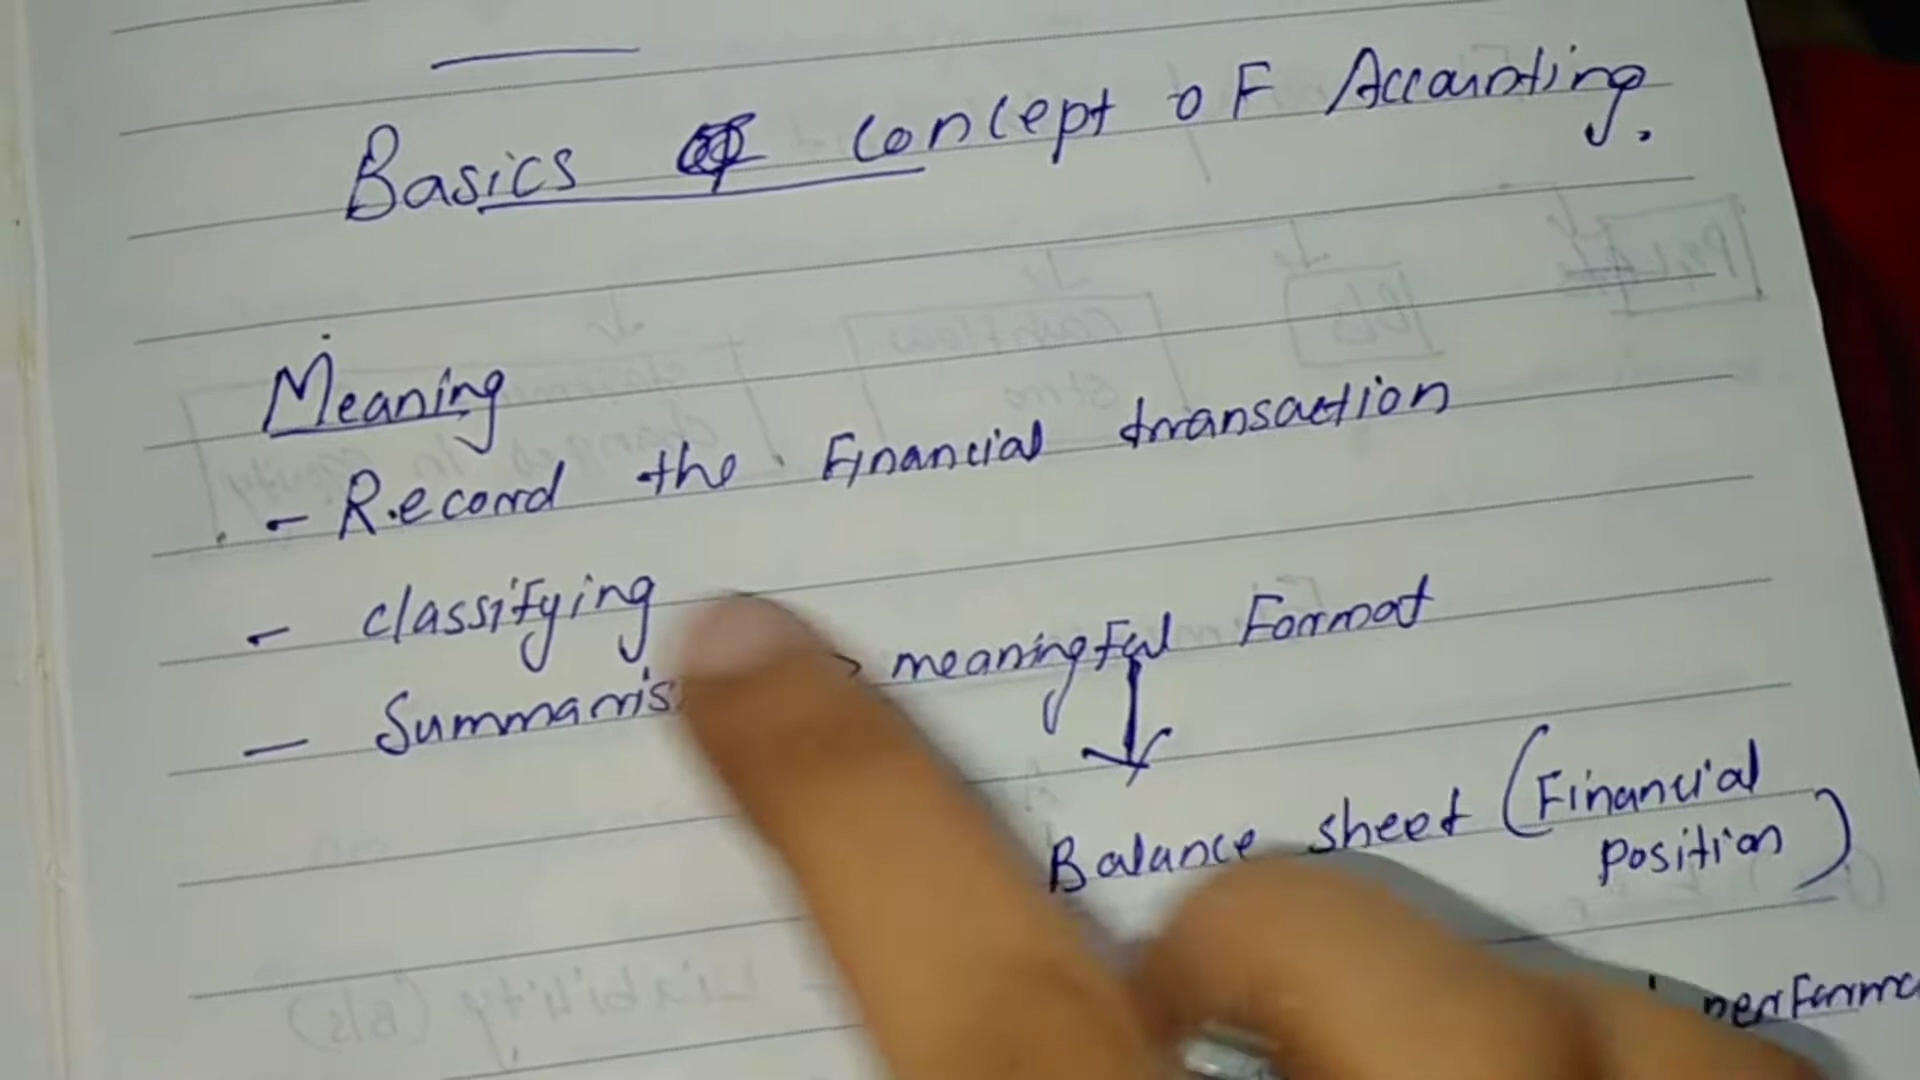 Basics concept of Accounting.
Meaning
- Record the Financial transaction
- classifying
- Summaris > meaningful Format
Balance sheet (Financial Position)
performa